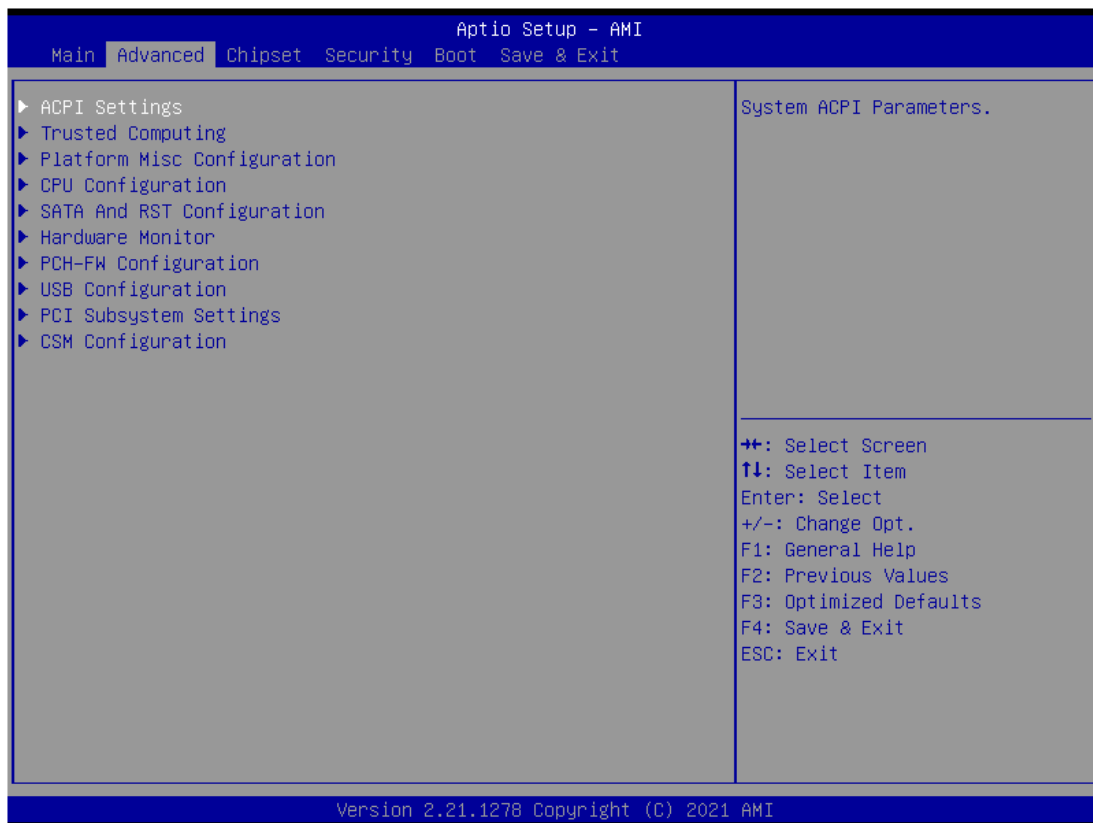 Aptio Setup – AMI
Main Advanced Chipset Security Boot Save & Exit
ACPI Settings
Trusted Computing
Platform Misc Configuration
CPU Configuration
SATA And RST Configuration
Hardware Monitor
PCH-FW Configuration
USB Configuration
PCI Subsystem Settings
CSM Configuration
System ACPI Parameters.
→←: Select Screen
↑↓: Select Item
Enter: Select
+/-: Change Opt.
F1: General Help
F2: Previous Values
F3: Optimized Defaults
F4: Save & Exit
ESC: Exit
Version 2.21.1278 Copyright (C) 2021 AMI